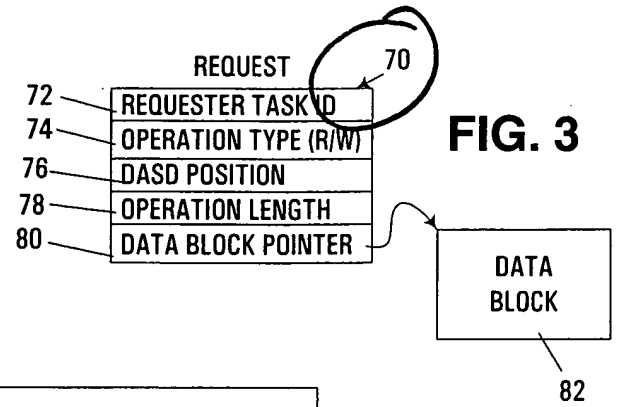 REQUEST
70
72 REQUESTER TASK ID
74 OPERATION TYPE (R/W)
76 DASD POSITION
78 OPERATION LENGTH
80 DATA BLOCK POINTER
FIG. 3
DATA
BLOCK
82